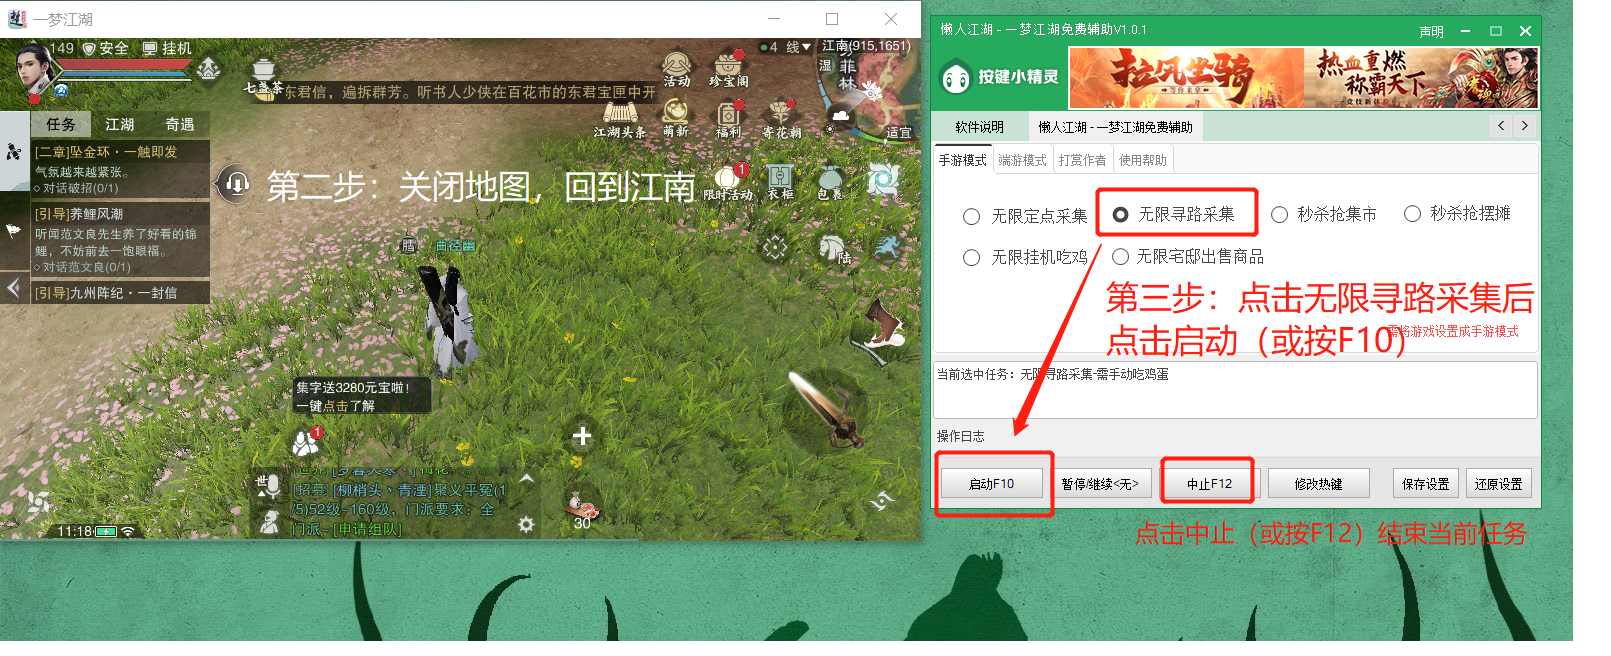 一梦江湖
149 安全 挂机
七盏茶
东君信，遍拆群芳。听书人少侠在百花市的东君宝匣中开
活动
珍宝阁
4 线▼
江南(915,1651)
湿
菲
林
江湖头条
萌新
福利
寄花朝
适宜
任务 江湖 奇遇
[二章]坠金环·一触即发
气氛越来越紧张。
◇对话破招(0/1)
[引导]养鲤风潮
听闻范文良先生养了好看的锦
鲤，不妨前去一饱眼福。
◇对话范文良(0/1)
[引导]九州阵纪·一封信
第二步：关闭地图，回到江南
限时活动
1
衣柜
包裹
曲径幽
陆
集字送3280元宝啦！
一键点击了解
1
世
[招募] [柳梢头丶青湮]聚义平冤(1
/5)52级~160级，门派要求：全
门派~ [申请组队]
30
11:18
懒人江湖 - 一梦江湖免费辅助V1.0.1
声明
按键小精灵
拉风坐骑
等你来拿
热血重燃
称霸天下
软件说明
懒人江湖 - 一梦江湖免费辅助
手游模式 端游模式 打赏作者 使用帮助
无限定点采集 无限寻路采集 秒杀抢集市 秒杀抢摆摊
无限挂机吃鸡 无限宅邸出售商品
第三步：点击无限寻路采集后
需将游戏设置成手游模式
点击启动（或按F10）
当前选中任务：无限寻路采集-需手动吃鸡蛋
操作日志
启动F10 暂停/继续<无> 中止F12 修改热键 保存设置 还原设置
点击中止（或按F12）结束当前任务